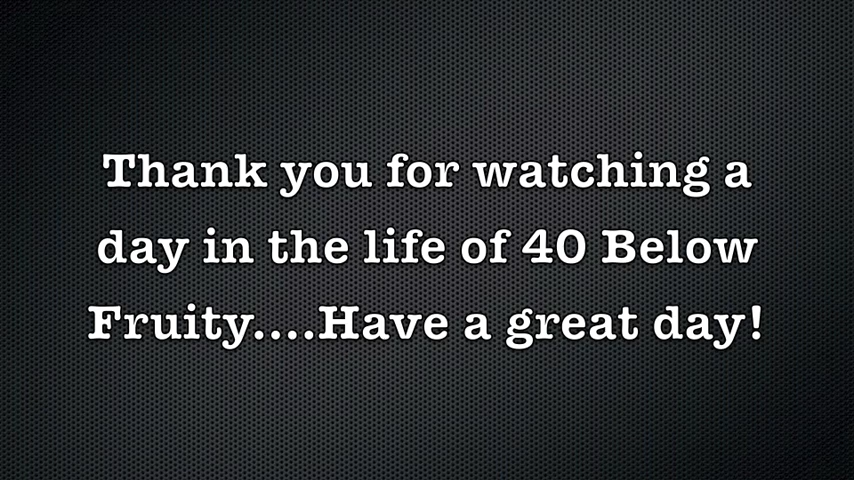 Thank you for watching a
day in the life of 40 Below
Fruity....Have a great day!